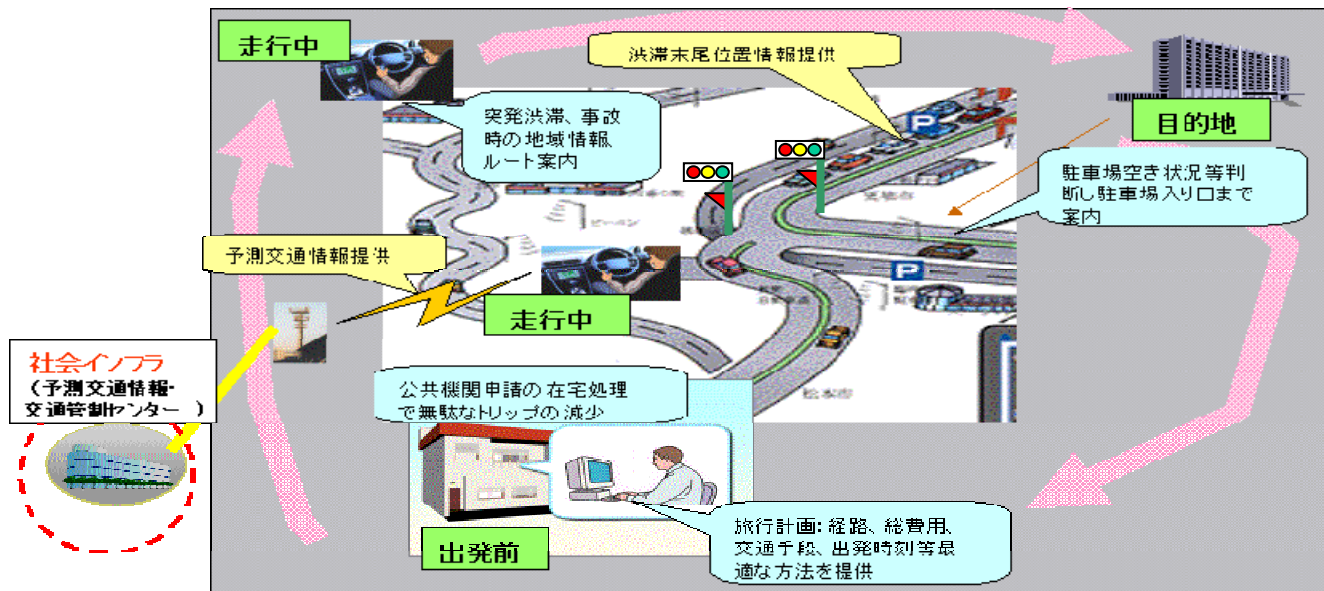 走行中
渋滞末尾位置情報提供
目的地
突発渋滞、事故
時の地域情報、
ルート案内
P
駐車場空き状況等判
断し駐車場入り口まで
案内
予測交通情報提供
P
走行中
社会インフラ
(予測交通情報・
交通管制センター )
公共機関申請の在宅処理
で無駄なトリップの減少
松本市
出発前
旅行計画: 経路、総費用、
交通手段、出発時刻等最
適な方法を提供